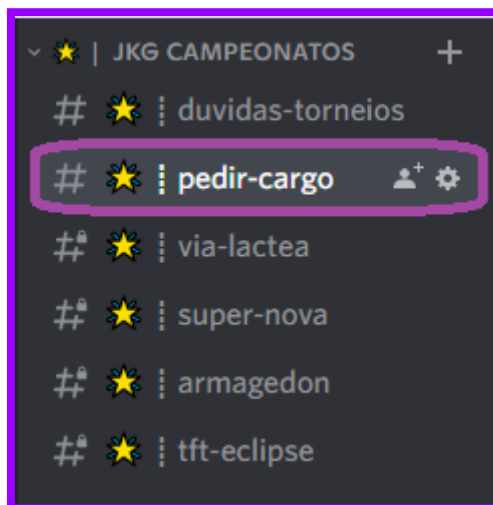 | JKG CAMPEONATOS
duvidas-torneios
pedir-cargo
via-lactea
super-nova
armagedon
tft-eclipse